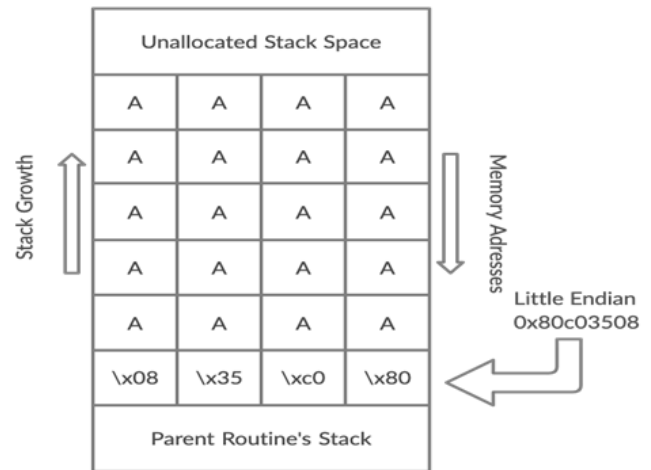 Unallocated Stack Space
A A A A
A A A A
A A A A
A A A A
A A A A
\x08 \x35 \xc0 \x80
Parent Routine's Stack
Stack Growth
Memory Adresses
Little Endian
0x80c03508